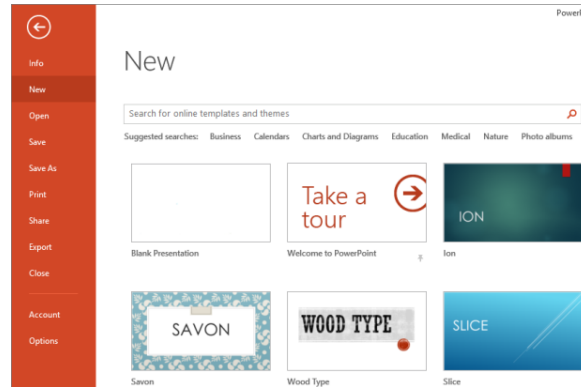 PowerP
Info
New
Open
Save
Save As
Print
Share
Export
Close
Account
Options
New
Search for online templates and themes
Suggested searches: Business Calendars Charts and Diagrams Education Medical Nature Photo albums
Take a
tour
ION
Blank Presentation Welcome to PowerPoint Ion
SAVON WOOD TYPE SLICE
Savon Wood Type Slice